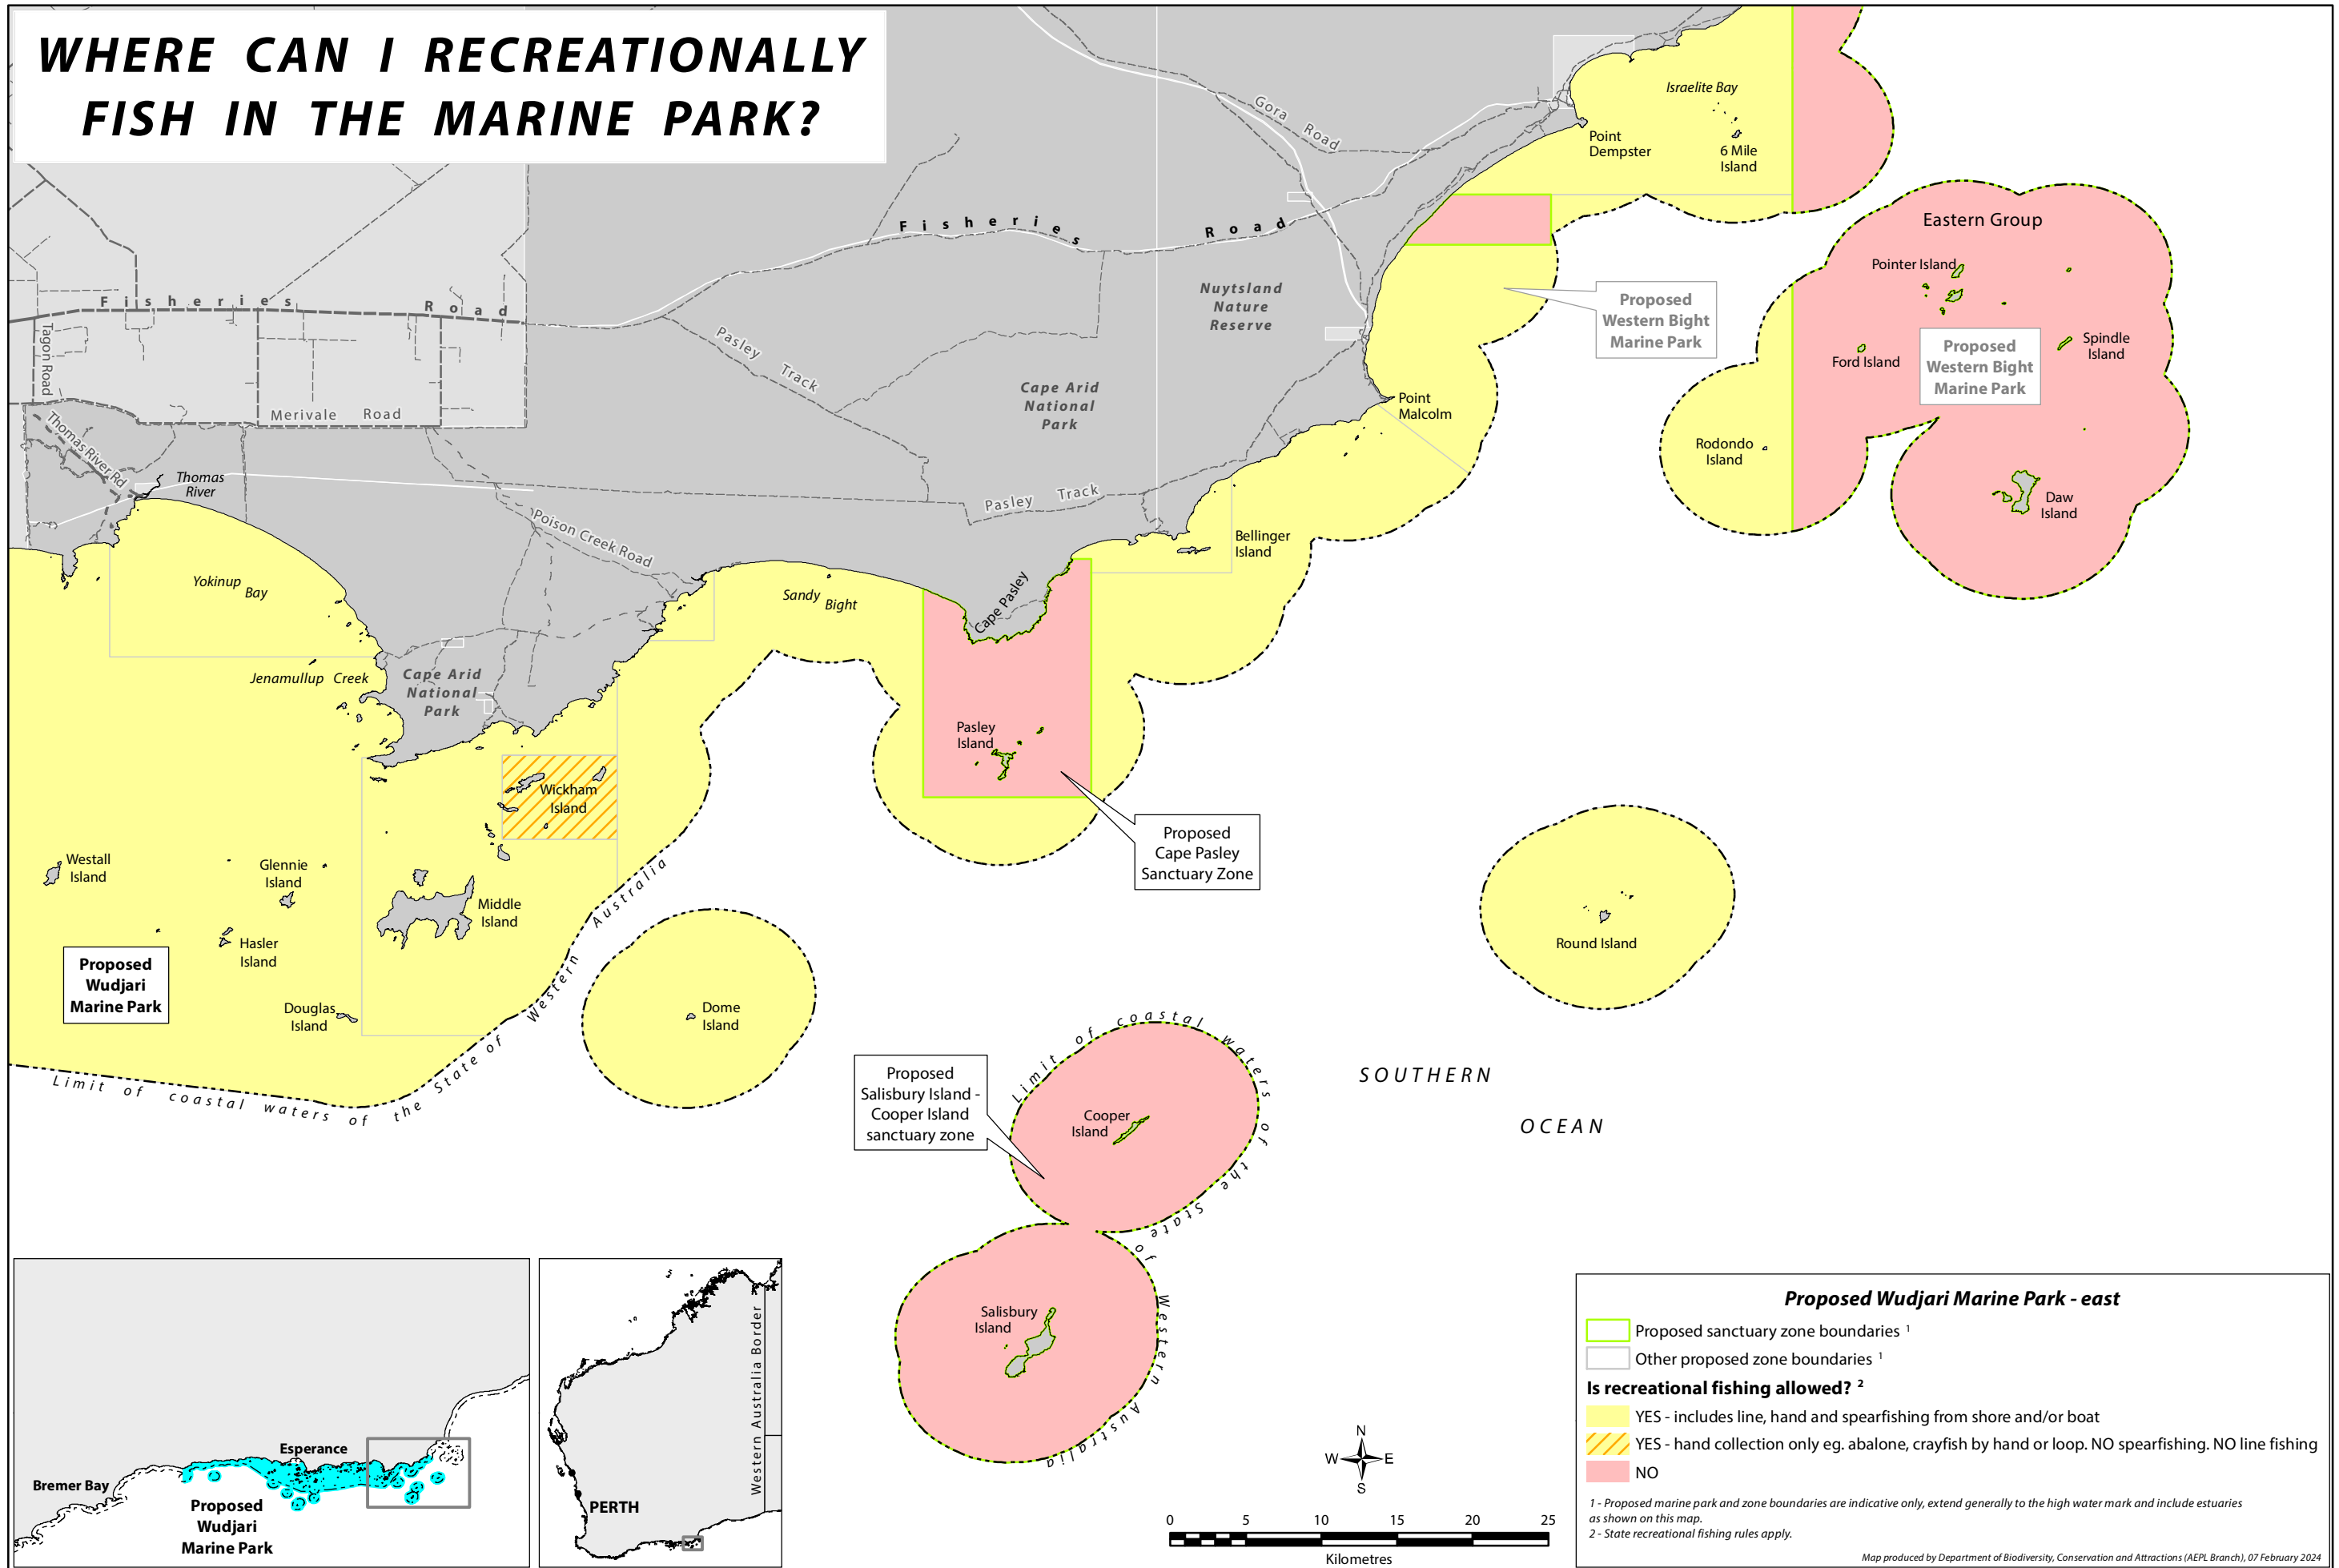 WHERE CAN I RECREATIONALLY
FISH IN THE MARINE PARK?
Israelite Bay
Point
Dempster
6 Mile
Island
Gora Road
Fisheries Road
Eastern Group
Pointer Island
Spindle
Island
Ford Island
Proposed
Western Bight
Marine Park
Proposed
Western Bight
Marine Park
Nuytsland
Nature
Reserve
Fisheries Road
Tagon Road
Pasley Track
Cape Arid
National
Park
Merivale Road
Point
Malcolm
Rodondo
Island
Daw
Island
Thomas River Rd
Thomas
River
Pasley Track
Poison Creek Road
Bellinger
Island
Yokinup Bay
Sandy Bight
Cape Pasley
Jenamullup Creek
Cape Arid
National
Park
Pasley
Island
Wickham
Island
Proposed
Cape Pasley
Sanctuary Zone
Westall
Island
Glennie
Island
Middle
Island
Hasler
Island
Round Island
Proposed
Wudjari
Marine Park
Douglas
Island
Dome
Island
Limit of coastal waters of the State of Western Australia
Proposed
Salisbury Island -
Cooper Island
sanctuary zone
Cooper
Island
Limit of coastal waters of the State of Western Australia
SOUTHERN
OCEAN
Salisbury
Island
Esperance
Bremer Bay
Proposed
Wudjari
Marine Park
Western Australia Border
PERTH
N
W E
S
0 5 10 15 20 25
Kilometres
Proposed Wudjari Marine Park - east
Proposed sanctuary zone boundaries 1
Other proposed zone boundaries 1
Is recreational fishing allowed? 2
YES - includes line, hand and spearfishing from shore and/or boat
YES - hand collection only eg. abalone, crayfish by hand or loop. NO spearfishing. NO line fishing
NO
1 - Proposed marine park and zone boundaries are indicative only, extend generally to the high water mark and include estuaries
as shown on this map.
2 - State recreational fishing rules apply.
Map produced by Department of Biodiversity, Conservation and Attractions (AEPL Branch), 07 February 2024